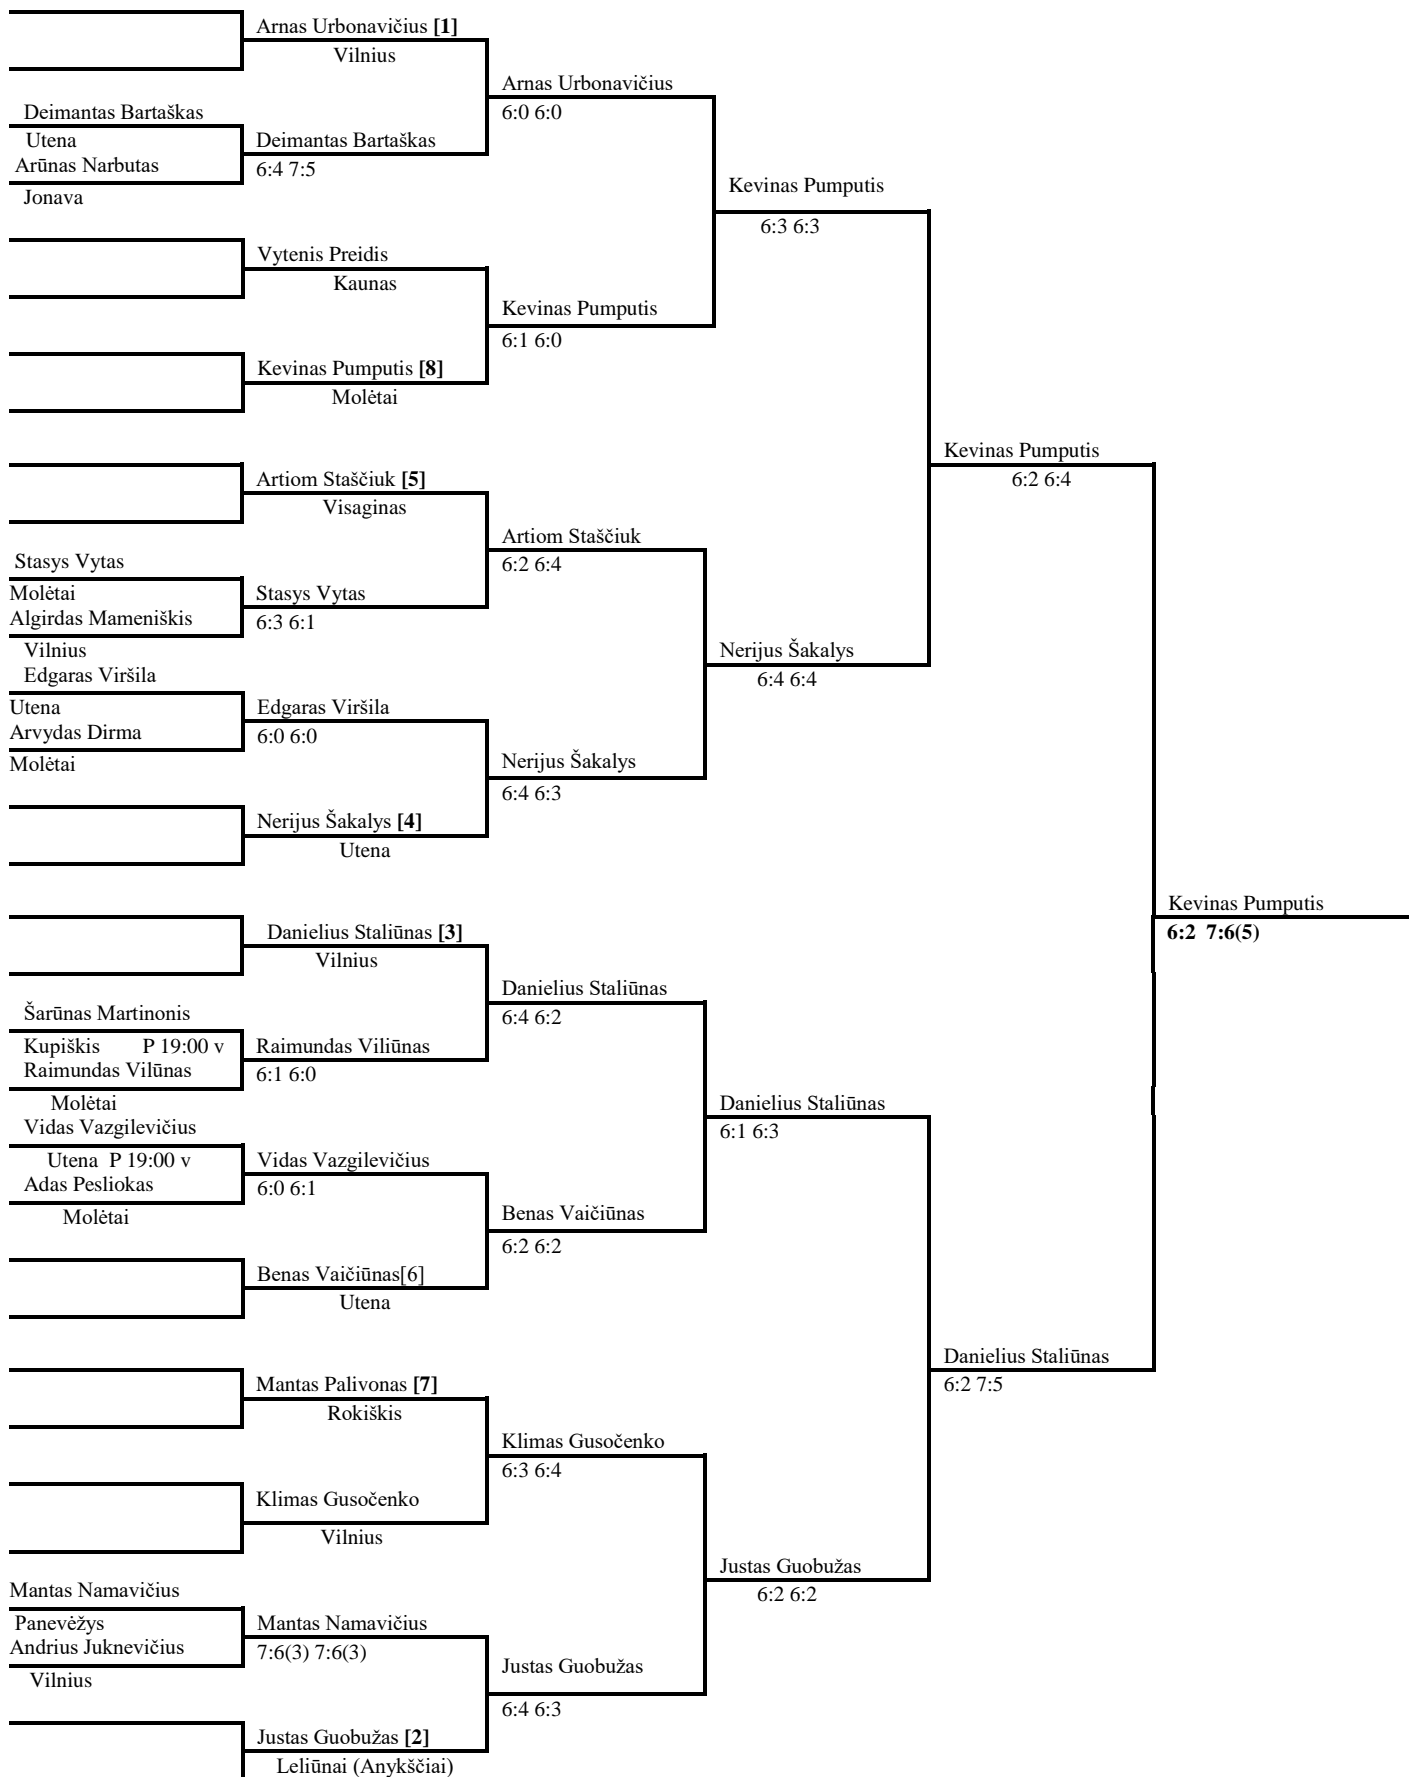 Arnas Urbonavičius [1]
Vilnius
Arnas Urbonavičius
6:0 6:0
Deimantas Bartaškas
Utena
Arūnas Narbutas
Jonava
Deimantas Bartaškas
6:4 7:5
Kevinas Pumputis
6:3 6:3
Vytenis Preidis
Kaunas
Kevinas Pumputis
6:1 6:0
Kevinas Pumputis [8]
Molėtai
Kevinas Pumputis
6:2 6:4
Artiom Staščiuk [5]
Visaginas
Artiom Staščiuk
6:2 6:4
Stasys Vytas
Molėtai
Algirdas Mameniškis
Vilnius
Stasys Vytas
6:3 6:1
Nerijus Šakalys
6:4 6:4
Edgaras Viršila
Utena
Arvydas Dirma
Molėtai
Edgaras Viršila
6:0 6:0
Nerijus Šakalys
6:4 6:3
Nerijus Šakalys [4]
Utena
Kevinas Pumputis
6:2 7:6(5)
Danielius Staliūnas [3]
Vilnius
Danielius Staliūnas
6:4 6:2
Šarūnas Martinonis
Kupiškis P 19:00 v
Raimundas Vilūnas
Molėtai
Raimundas Viliūnas
6:1 6:0
Danielius Staliūnas
6:1 6:3
Vidas Vazgilevičius
Utena P 19:00 v
Adas Pesliokas
Molėtai
Vidas Vazgilevičius
6:0 6:1
Benas Vaičiūnas
6:2 6:2
Benas Vaičiūnas[6]
Utena
Danielius Staliūnas
6:2 7:5
Mantas Palivonas [7]
Rokiškis
Klimas Gusočenko
6:3 6:4
Klimas Gusočenko
Vilnius
Justas Guobužas
6:2 6:2
Mantas Namavičius
Panevėžys
Andrius Juknevičius
Vilnius
Mantas Namavičius
7:6(3) 7:6(3)
Justas Guobužas
6:4 6:3
Justas Guobužas [2]
Leliūnai (Anykščiai)